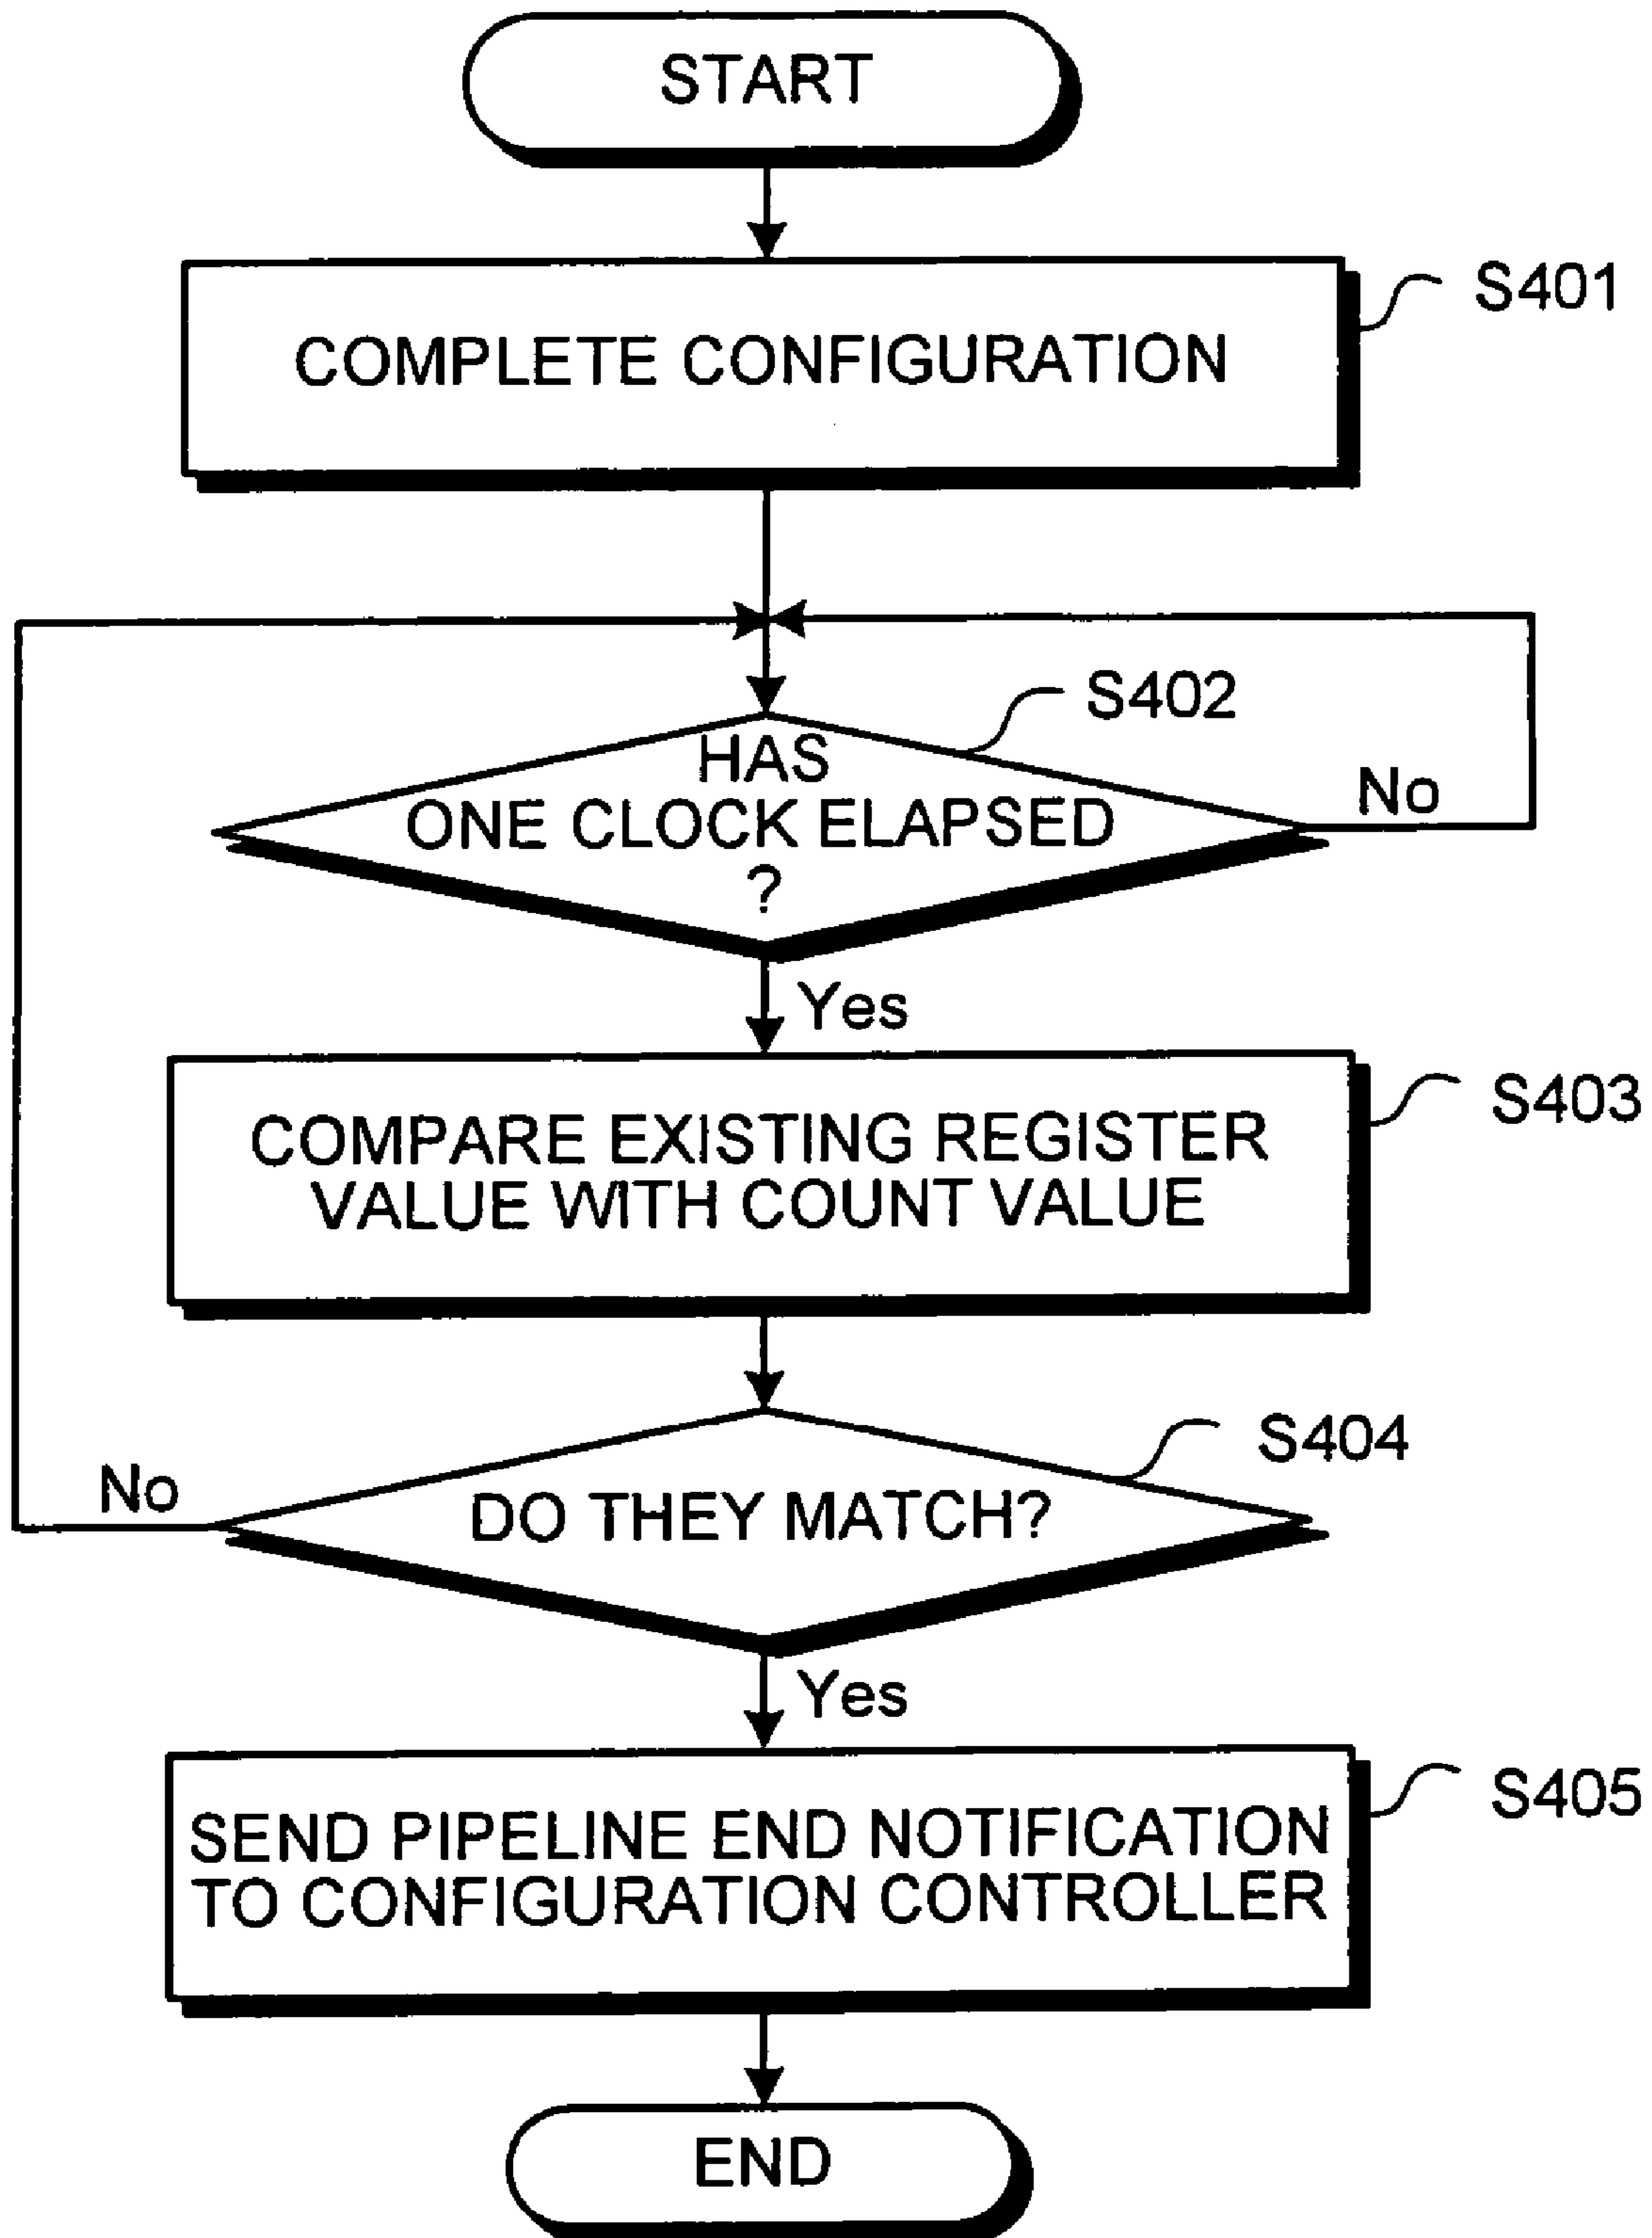 START
S401
COMPLETE CONFIGURATION
S402
HAS
ONE CLOCK ELAPSED
?
No
Yes
S403
COMPARE EXISTING REGISTER
VALUE WITH COUNT VALUE
S404
No
DO THEY MATCH?
Yes
S405
SEND PIPELINE END NOTIFICATION
TO CONFIGURATION CONTROLLER
END